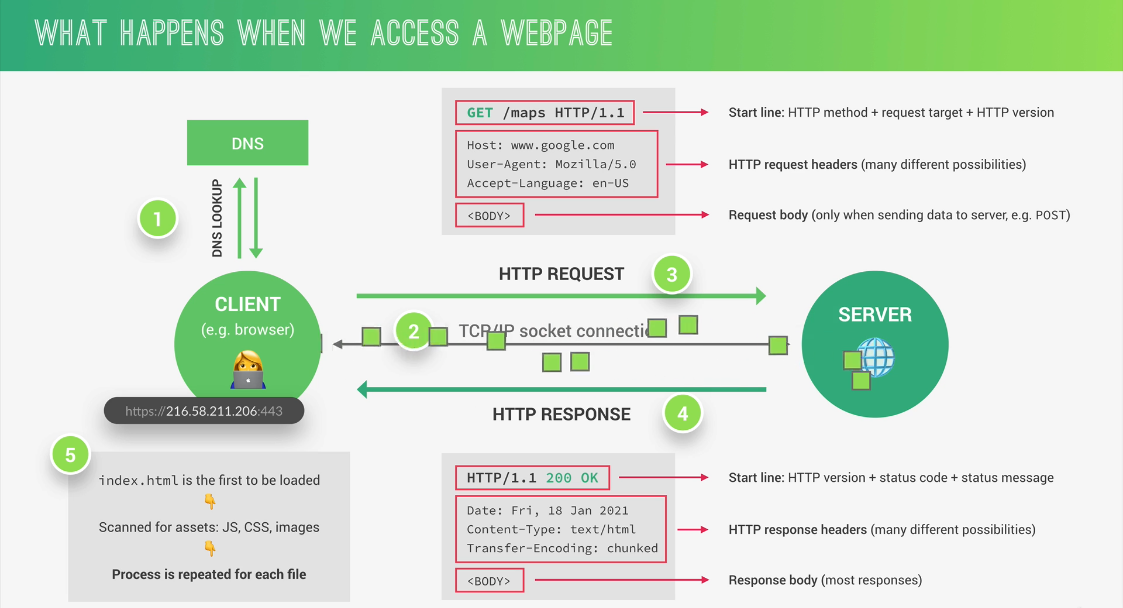 WHAT HAPPENS WHEN WE ACCESS A WEBPAGE
GET /maps HTTP/1.1
Start line: HTTP method + request target + HTTP version
DNS
Host: www.google.com
User-Agent: Mozilla/5.0
Accept-Language: en-US
HTTP request headers (many different possibilities)
<BODY>
Request body (only when sending data to server, e.g. POST)
1
DNS LOOKUP
HTTP REQUEST
3
CLIENT
(e.g. browser)
2
TCP/IP socket
SERVER
https://216.58.211.206:443
HTTP RESPONSE
4
5
index.html is the first to be loaded
Scanned for assets: JS, CSS, images
Process is repeated for each file
HTTP/1.1 200 OK
Start line: HTTP version + status code + status message
Date: Fri, 18 Jan 2021
Content-Type: text/html
Transfer-Encoding: chunked
HTTP response headers (many different possibilities)
<BODY>
Response body (most responses)